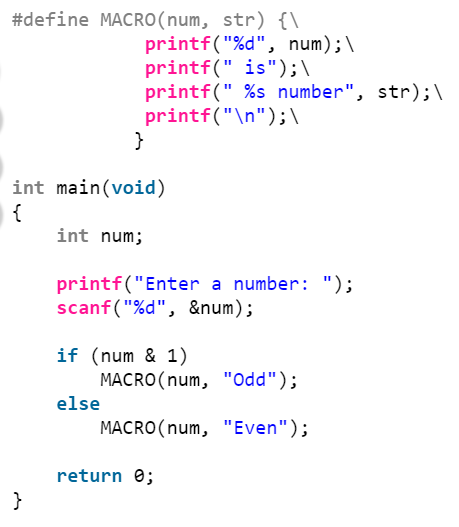 #define MACRO(num, str) {\
            printf("%d", num);\
            printf(" is");\
            printf(" %s number", str);\
            printf("\n");\
           }
int main(void)
{
    int num;
    printf("Enter a number: ");
    scanf("%d", &num);
    if (num & 1)
        MACRO(num, "Odd");
    else
        MACRO(num, "Even");
    return 0;
}